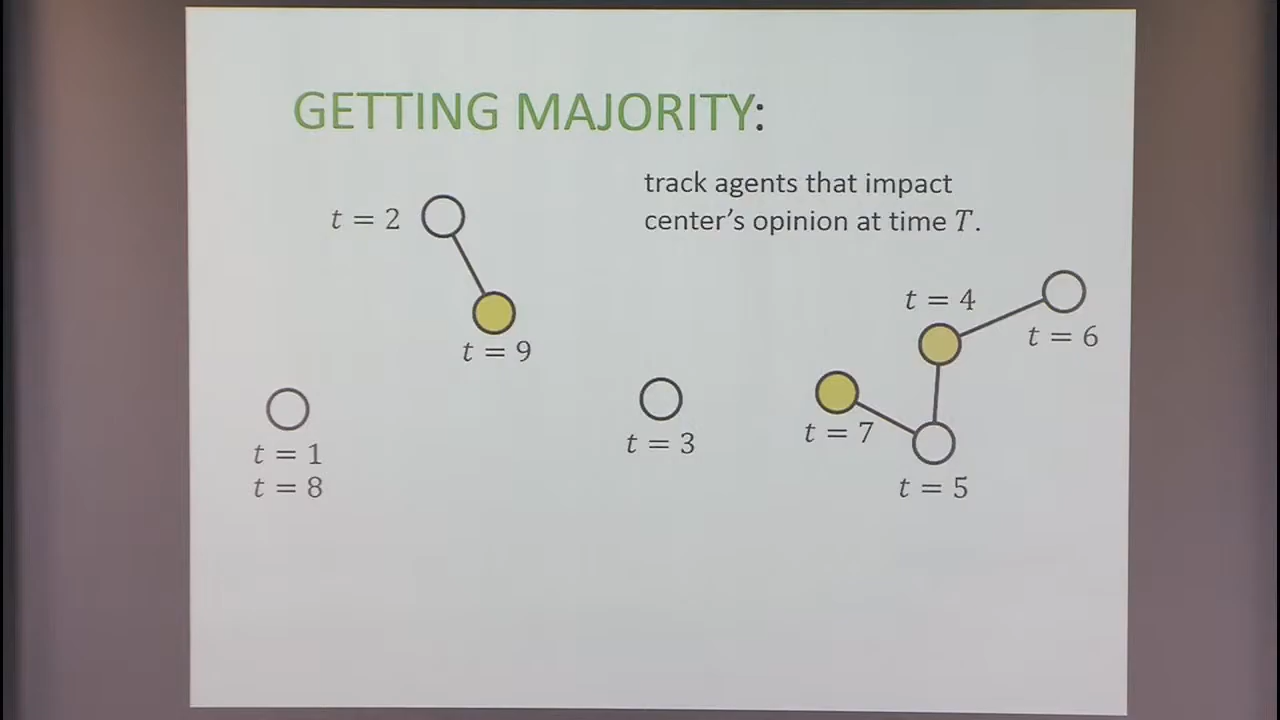 GETTING MAJORITY:
track agents that impact
center's opinion at time T.
t = 2
t = 9
t = 4
t = 6
t = 1
t = 8
t = 3
t = 7
t = 5